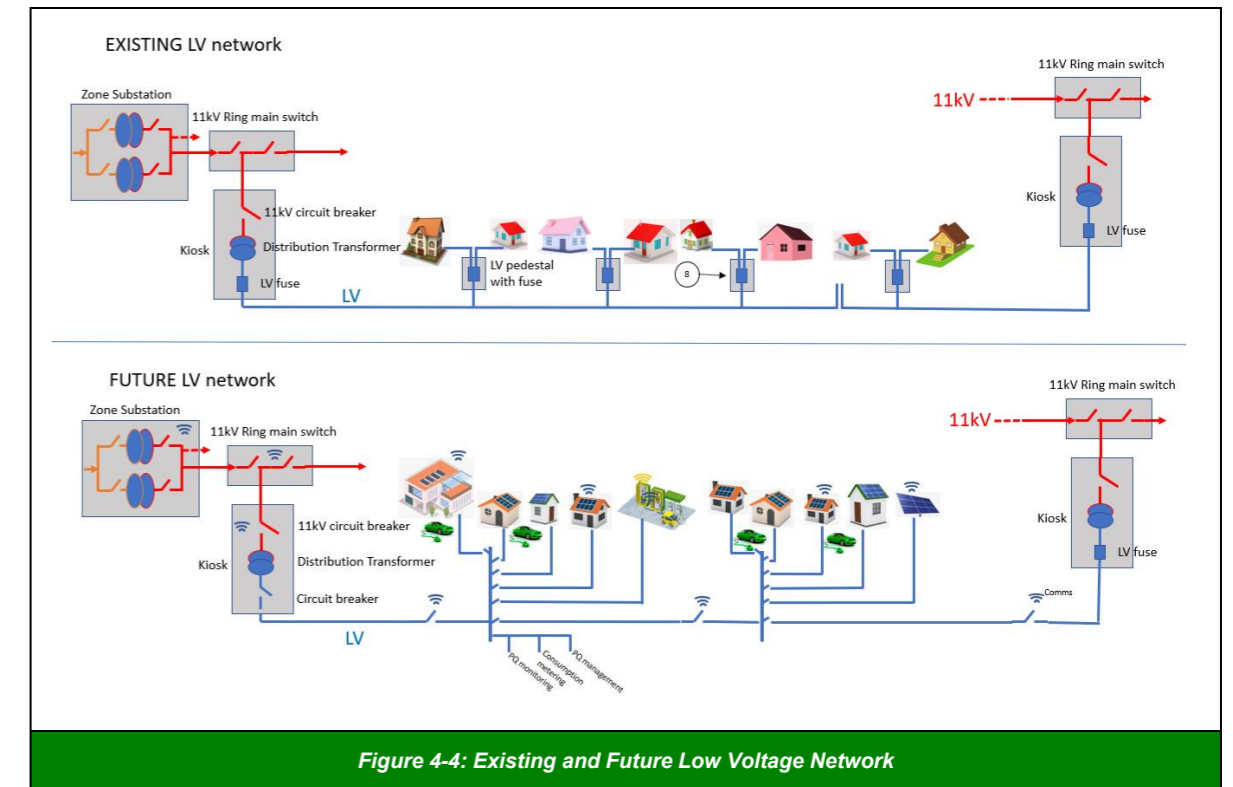 EXISTING LV network
11kV Ring main switch
Zone Substation
11kV
11kV Ring main switch
Kiosk
11kV circuit breaker
Kiosk
Distribution Transformer
LV fuse
LV pedestal
with fuse
8
LV fuse
LV
FUTURE LV network
11kV Ring main switch
Zone Substation
11kV
11kV Ring main switch
Kiosk
11kV circuit breaker
LV fuse
Kiosk
Distribution Transformer
Circuit breaker
Comms
LV
PQ monitoring
Consumption
metering
PQ management
Figure 4-4: Existing and Future Low Voltage Network